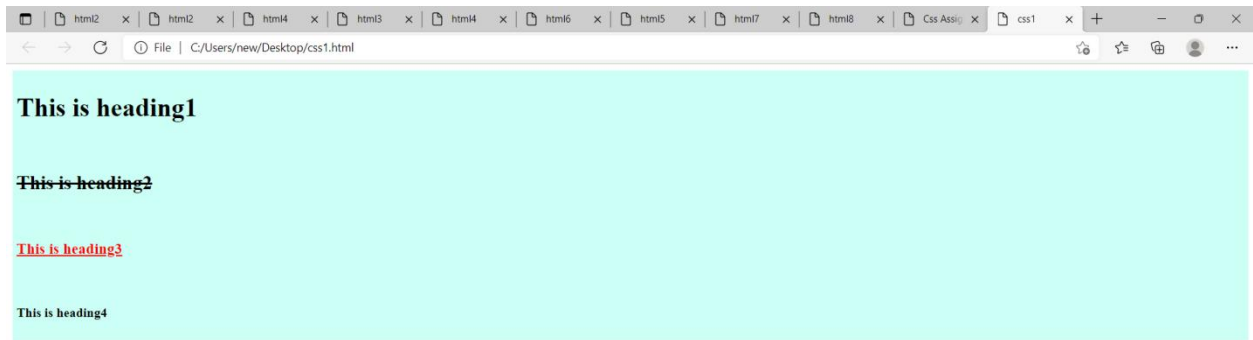 html2 html2 html4 html3 html4 html6 html5 html7 html8 Css Assig css1
File | C:/Users/new/Desktop/css1.html
This is heading1
This is heading2
This is heading3
This is heading4